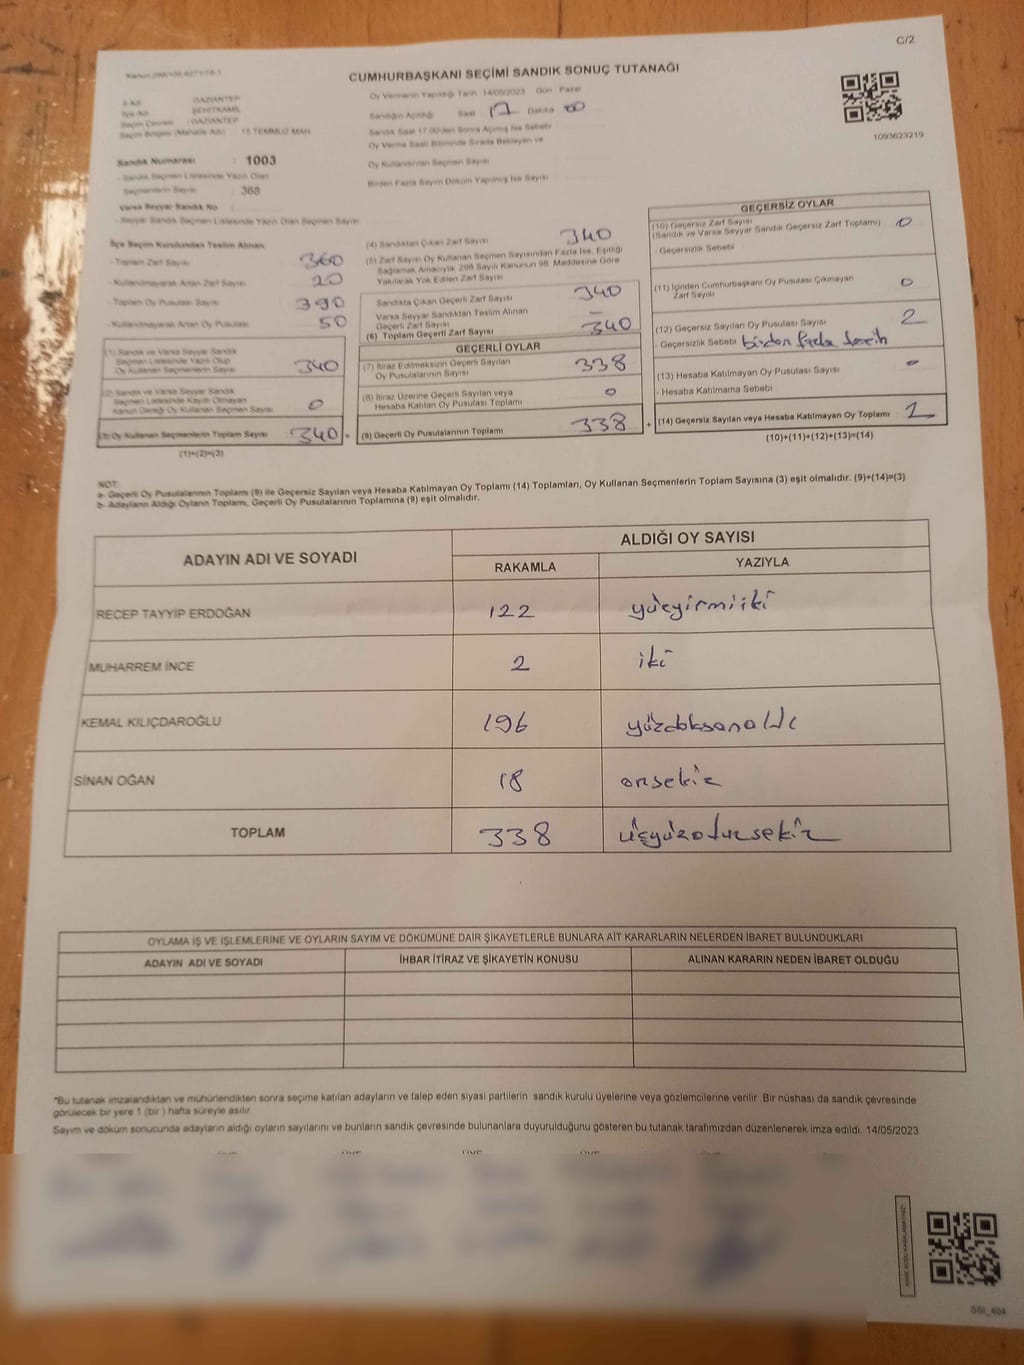 C/2
Kanun:298/105,6271/16-1
CUMHURBAŞKANI SEÇİMİ SANDIK SONUÇ TUTANAĞI
1093623219
İl Adı : GAZİANTEP
İlçe Adı : ŞEHİTKAMİL
Seçim Çevresi : GAZİANTEP
Seçim Bölgesi (Mahalle Adı) : 15 TEMMUZ MAH.
Sandık Numarası : 1003
- Sandık Seçmen Listesinde Yazılı Olan
Seçmenlerin Sayısı : 368
Varsa Seyyar Sandık No :
- Seyyar Sandık Seçmen Listesinde Yazılı Olan Seçmen Sayısı :
Oy Vermenin Yapıldığı Tarih 14/05/2023 Gün Pazar
Sandığın Açıldığı Saat 17 Dakika 00
Sandık Saat 17.00'den Sonra Açılmış İse Sebebi
Oy Verme Saati Bitiminde Sırada Bekleyen ve
Oy Kullandırılan Seçmen Sayısı
Birden Fazla Sayım Döküm Yapılmış İse Sayısı
İlçe Seçim Kurulundan Teslim Alınan:
- Toplam Zarf Sayısı 360
- Kullanılmayarak Artan Zarf Sayısı 20
- Toplam Oy Pusulası Sayısı 390
- Kullanılmayarak Artan Oy Pusulası 50
(1) Sandık ve Varsa Seyyar Sandık
Seçmen Listesinde Yazılı Olup
Oy Kullanan Seçmenlerin Sayısı 340
(2) Sandık ve Varsa Seyyar Sandık
Seçmen Listesinde Kayıtlı Olmayan
Kanun Gereği Oy Kullanan Seçmen Sayısı 0
(3) Oy Kullanan Seçmenlerin Toplam Sayısı 340 =
(1)+(2)=(3)
(4) Sandıktan Çıkan Zarf Sayısı 340
(5) Zarf Sayısı Oy Kullanan Seçmen Sayısından Fazla İse, Eşitliği
Sağlamak Amacıyla, 298 Sayılı Kanunun 98. Maddesine Göre
Yakılarak Yok Edilen Zarf Sayısı
Sandıkta Çıkan Geçerli Zarf Sayısı 340
Varsa Seyyar Sandıktan Teslim Alınan
Geçerli Zarf Sayısı —
(6) Toplam Geçerli Zarf Sayısı 340
GEÇERLİ OYLAR
(7) İtiraz Edilmeksizin Geçerli Sayılan
Oy Pusulalarının Sayısı 338
(8) İtiraz Üzerine Geçerli Sayılan veya
Hesaba Katılan Oy Pusulası Toplamı 0
(9) Geçerli Oy Pusulalarının Toplamı 338 +
GEÇERSİZ OYLAR
(10) Geçersiz Zarf Sayısı
(Sandık ve Varsa Seyyar Sandık Geçersiz Zarf Toplamı) 0
- Geçersizlik Sebebi
(11) İçinden Cumhurbaşkanı Oy Pusulası Çıkmayan
Zarf Sayısı 0
(12) Geçersiz Sayılan Oy Pusulası Sayısı 2
- Geçersizlik Sebebi birden fazla tercih
(13) Hesaba Katılmayan Oy Pusulası Sayısı 0
- Hesaba Katılmama Sebebi
(14) Geçersiz Sayılan veya Hesaba Katılmayan Oy Toplamı
(10)+(11)+(12)+(13)=(14)
NOT:
a- Geçerli Oy Pusulalarının Toplamı (9) ile Geçersiz Sayılan veya Hesaba Katılmayan Oy Toplamı (14) Toplamları, Oy Kullanan Seçmenlerin Toplam Sayısına (3) eşit olmalıdır. (9)+(14)=(3)
b- Adayların Aldığı Oyların Toplamı, Geçerli Oy Pusulalarının Toplamına (9) eşit olmalıdır.
ADAYIN ADI VE SOYADI
ALDIĞI OY SAYISI
RAKAMLA YAZIYLA
RECEP TAYYİP ERDOĞAN 122 yüzyirmiiki
MUHARREM İNCE 2 iki
KEMAL KILIÇDAROĞLU 196 yüzdoksanaltı
SİNAN OĞAN 18 onsekiz
TOPLAM 338 üçyüzotuzsekiz
OYLAMA İŞ VE İŞLEMLERİNE VE OYLARIN SAYIM VE DÖKÜMÜNE DAİR ŞİKAYETLERLE BUNLARA AİT KARARLARIN NELERDEN İBARET BULUNDUKLARI
ADAYIN ADI VE SOYADI İHBAR İTİRAZ VE ŞİKAYETİN KONUSU ALINAN KARARIN NEDEN İBARET OLDUĞU
*Bu tutanak imzalandıktan ve mühürlendikten sonra seçime katılan adayların ve talep eden siyasi partilerin sandık kurulu üyelerine veya gözlemcilerine verilir. Bir nüshası da sandık çevresinde
görülecek bir yere 1 (bir ) hafta süreyle asılır.
Sayım ve döküm sonucunda adayların aldığı oyların sayılarını ve bunların sandık çevresinde bulunanlara duyurulduğunu gösteren bu tutanak tarafımızdan düzenlenerek imza edildi. 14/05/2023